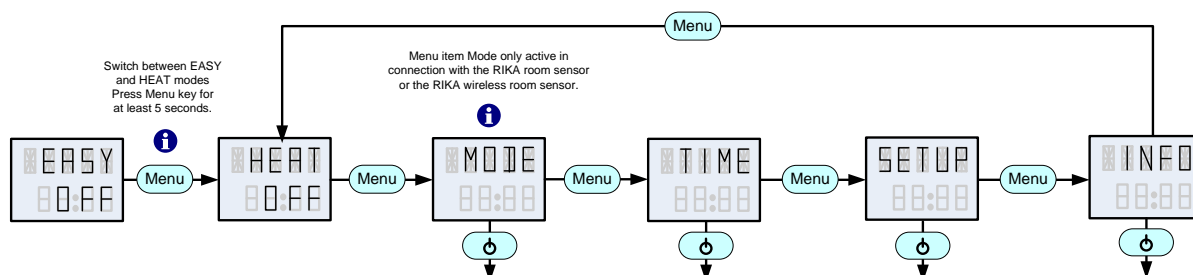 Menu
Switch between EASY
and HEAT modes
Press Menu key for
at least 5 seconds.
Menu item Mode only active in
connection with the RIKA room sensor
or the RIKA wireless room sensor.
EASY
OFF
Menu
HEAT
OFF
Menu
MODE
Menu
TIME
Menu
SETUP
Menu
INFO